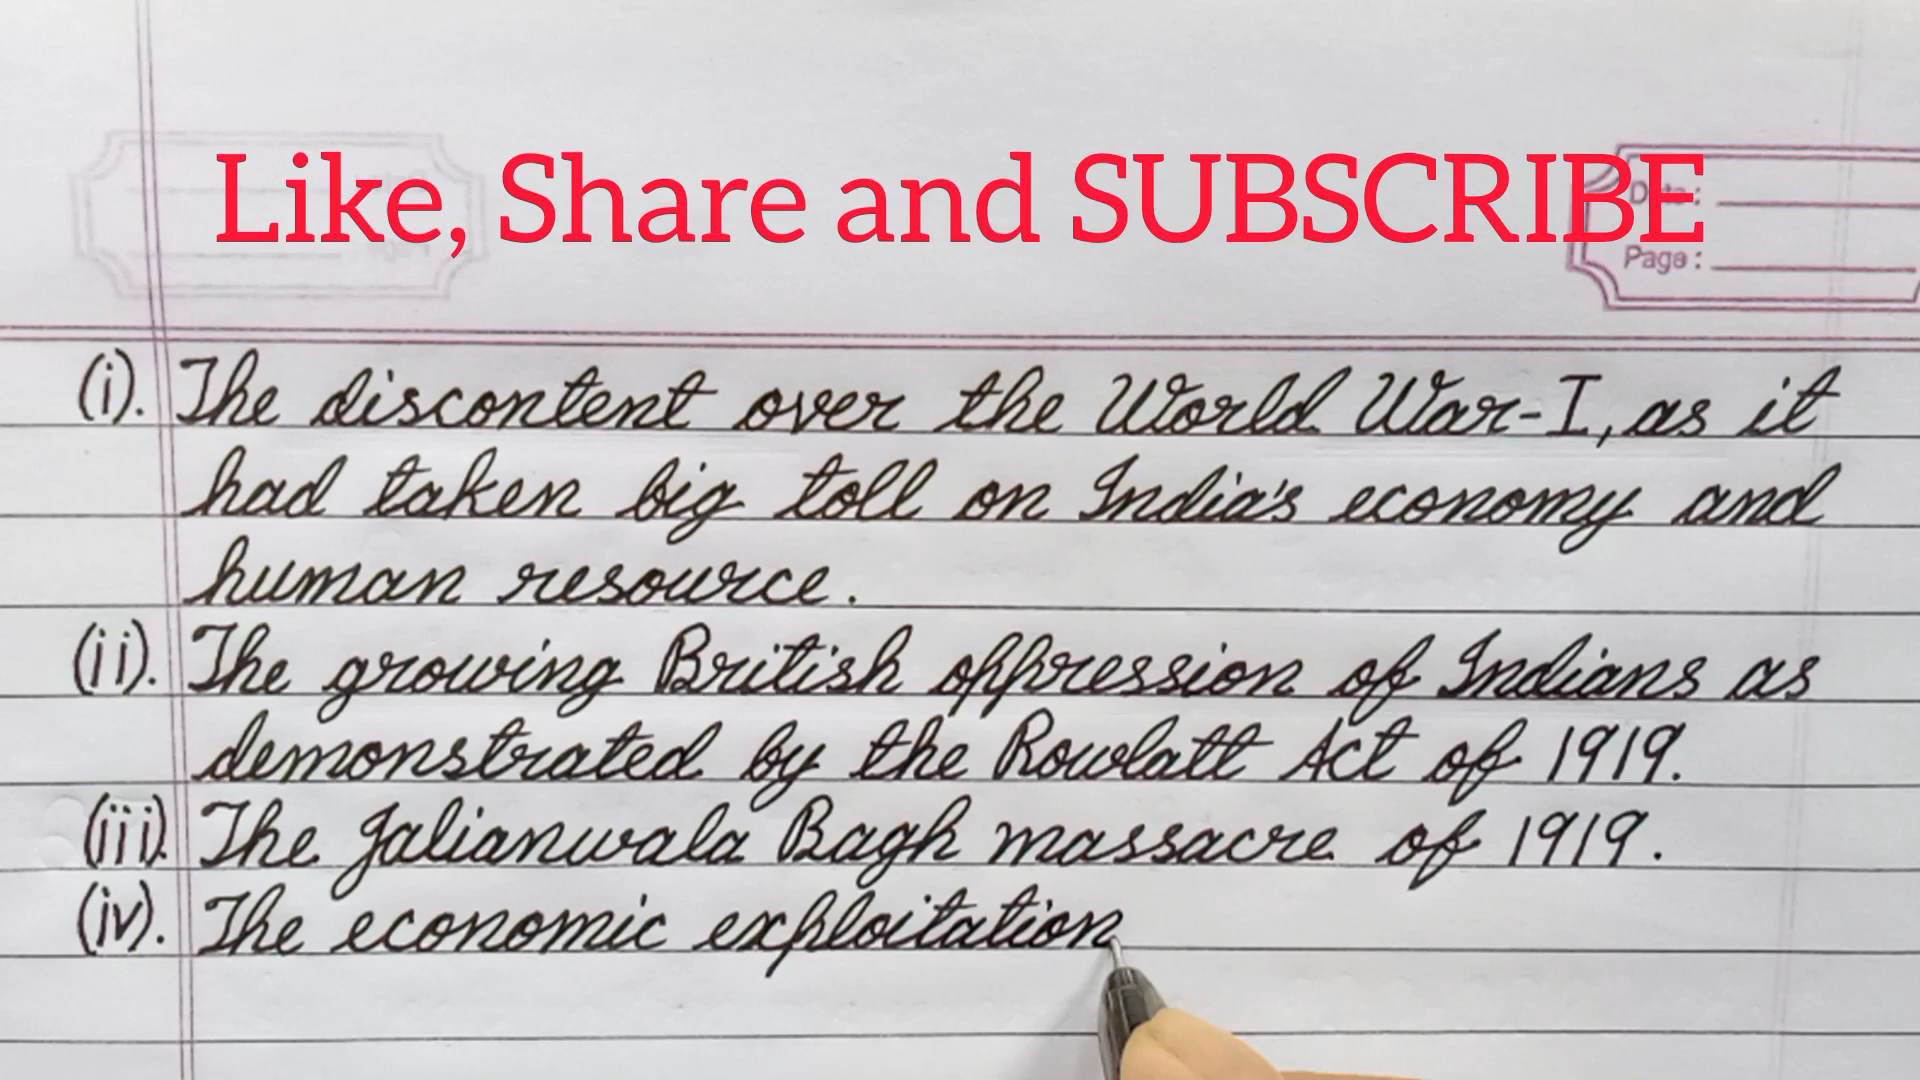 Like, Share and SUBSCRIBE
Date:
Page:
(i). The discontent over the World War-I, as it
had taken big toll on India's economy and
human resource.
(ii). The growing British oppression of Indians as
demonstrated by the Rowlatt Act of 1919.
(iii). The Jalianwala Bagh massacre of 1919.
(iv). The economic exploitation